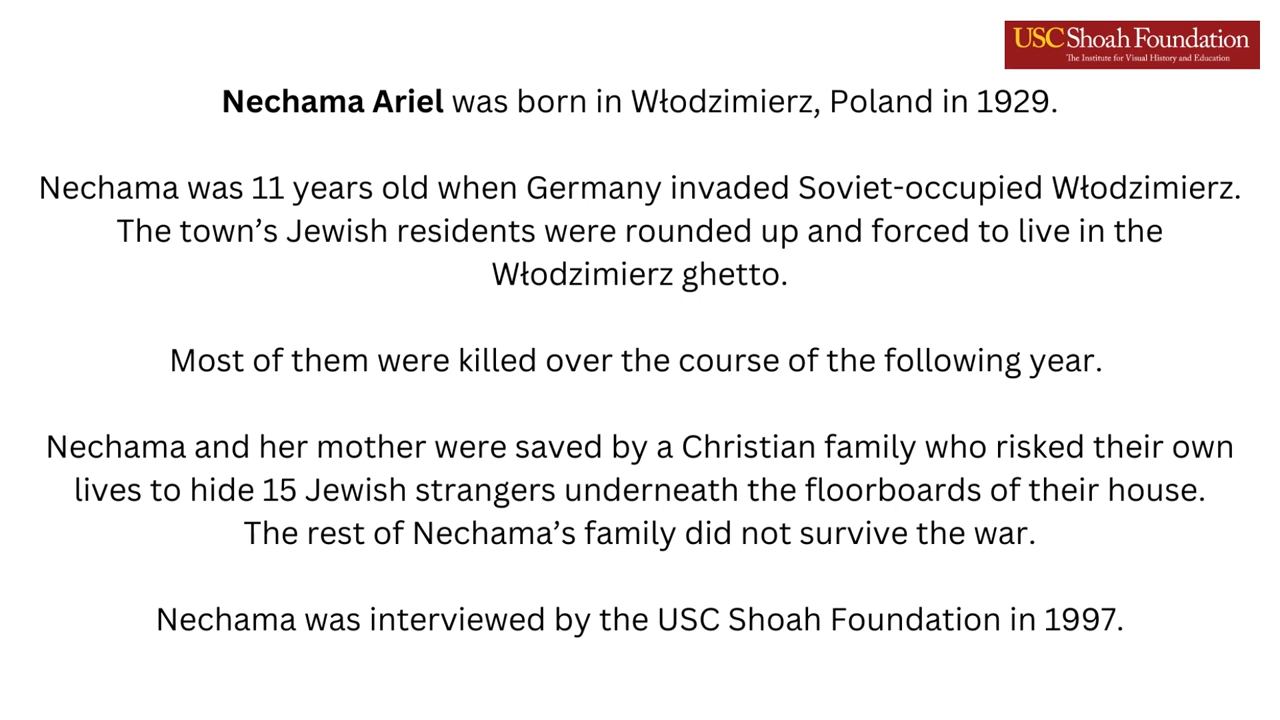 USC Shoah Foundation
The Institute for Visual History and Education
Nechama Ariel was born in Włodzimierz, Poland in 1929.
Nechama was 11 years old when Germany invaded Soviet-occupied Włodzimierz.
The town’s Jewish residents were rounded up and forced to live in the
Włodzimierz ghetto.
Most of them were killed over the course of the following year.
Nechama and her mother were saved by a Christian family who risked their own
lives to hide 15 Jewish strangers underneath the floorboards of their house.
The rest of Nechama’s family did not survive the war.
Nechama was interviewed by the USC Shoah Foundation in 1997.